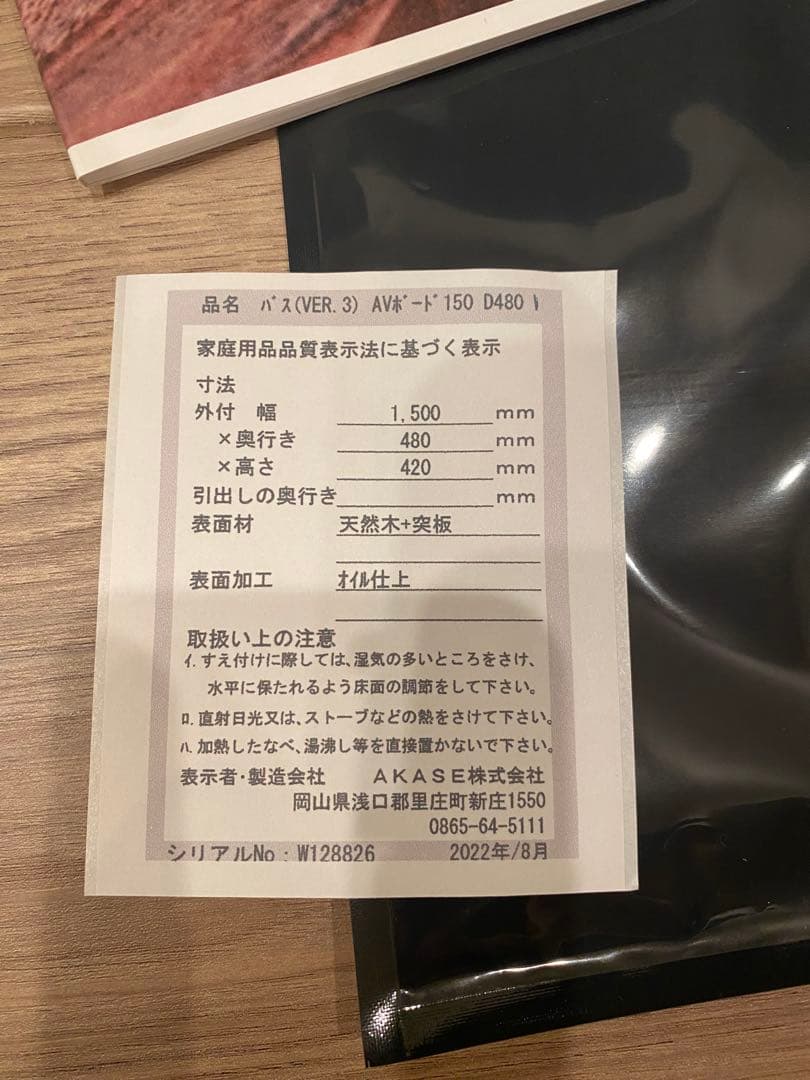 品名 ﾊﾞｽ(VER.3) AVﾎﾞｰﾄﾞ150 D480 W
家庭用品品質表示法に基づく表示
寸法
外付 幅 1,500 mm
×奥行き 480 mm
×高さ 420 mm
引出しの奥行き mm
表面材 天然木+突板
表面加工 ｵｲﾙ仕上
取扱い上の注意
ｲ.すえ付けに際しては、湿気の多いところをさけ、
水平に保たれるよう床面の調節をして下さい。
ﾛ.直射日光又は、ストーブなどの熱をさけて下さい。
ﾊ.加熱したなべ、湯沸し等を直接置かないで下さい。
表示者・製造会社 AKASE株式会社
岡山県浅口郡里庄町新庄1550
0865-64-5111
シリアルNo：W128826 2022年/8月